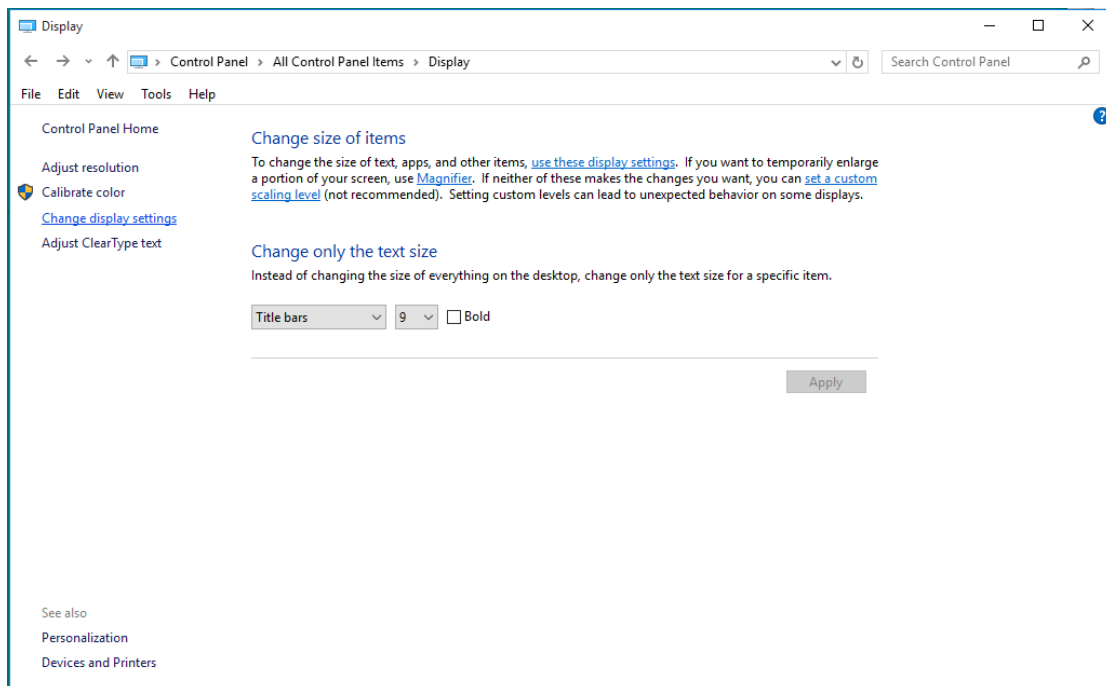 Display
Control Panel > All Control Panel Items > Display
Search Control Panel
File Edit View Tools Help
Control Panel Home
Adjust resolution
Calibrate color
Change display settings
Adjust ClearType text
Change size of items
To change the size of text, apps, and other items, use these display settings. If you want to temporarily enlarge
a portion of your screen, use Magnifier. If neither of these makes the changes you want, you can set a custom
scaling level (not recommended). Setting custom levels can lead to unexpected behavior on some displays.
Change only the text size
Instead of changing the size of everything on the desktop, change only the text size for a specific item.
Title bars 9 Bold
Apply
See also
Personalization
Devices and Printers
?